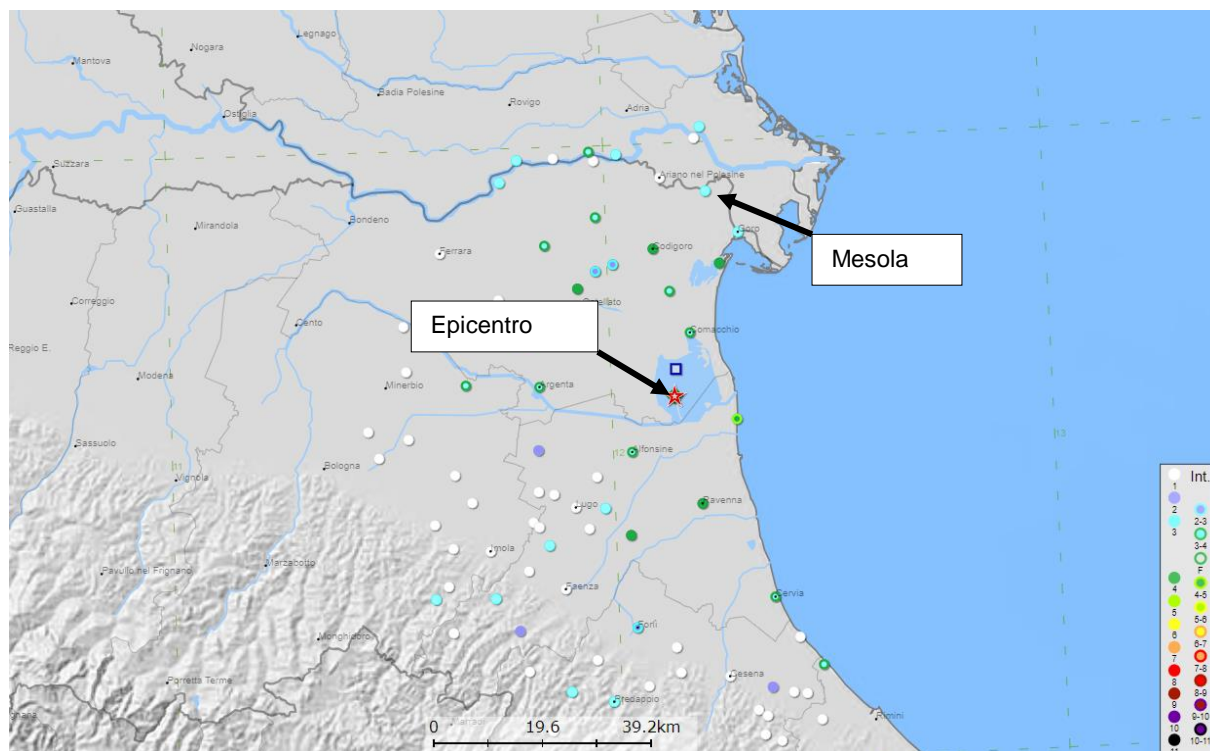 Legnago
Nogara
Mantova
Badia Polesine
Rovigo
Adria
Ostiglia
Suzzara
Ariano nel Polesine
Guastalla
Mirandola
Bondeno
Goro
Mesola
Ferrara
Codigoro
Correggio
Ostellato
Epicentro
Cento
Comacchio
Reggio E.
Modena
Minerbio
Argenta
13
Sassuolo
Bologna
Alfonsine
12
11
Vignola
Int.
1
2
2-3
3
3-4
F
4
4-5
5
5-6
6
6-7
7
7-8
8
8-9
9
9-10
10
10-11
Lugo
Ravenna
Imola
Marzabotto
Pavullo nel Frignano
Faenza
Cervia
Forlì
Monghidoro
Cesena
Porretta Terme
Predappio
Rimini
0 19.6 39.2km